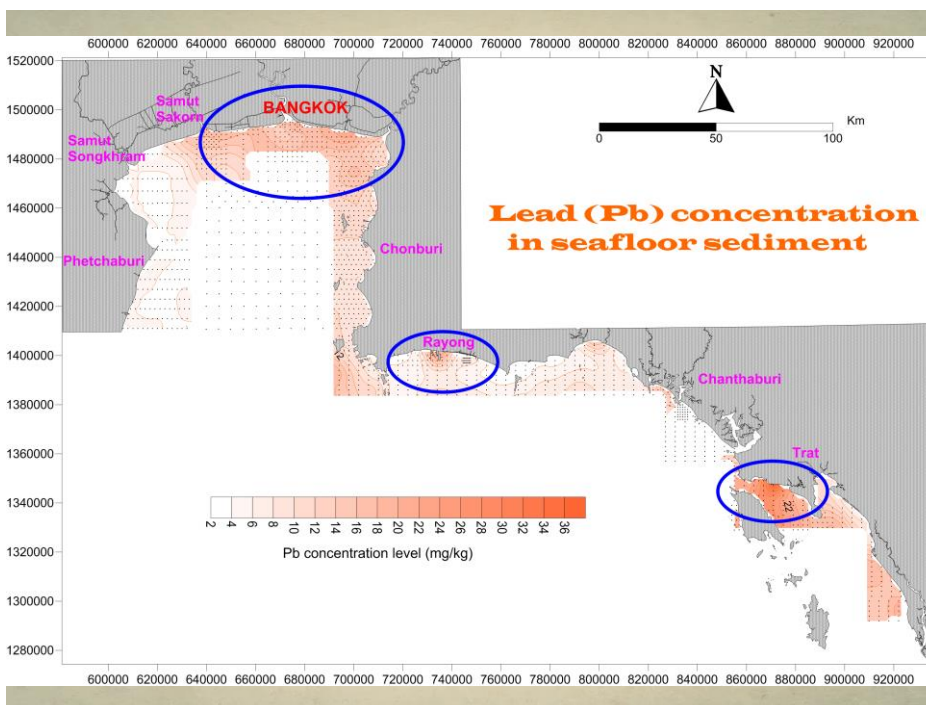 600000 620000 640000 660000 680000 700000 720000 740000 760000 780000 800000 820000 840000 860000 880000 900000 920000
1520000
1500000
1480000
1460000
1440000
1420000
1400000
1380000
1360000
1340000
1320000
1300000
1280000
Samut
Sakorn
BANGKOK
Samut
Songkhram
N
Km
0 50 100
Lead (Pb) concentration
in seafloor sediment
Phetchaburi
Chonburi
12
Rayong
Chanthaburi
Trat
22
2 4 6 8 10 12 14 16 18 20 22 24 26 28 30 32 34 36
Pb concentration level (mg/kg)
600000 620000 640000 660000 680000 700000 720000 740000 760000 780000 800000 820000 840000 860000 880000 900000 920000